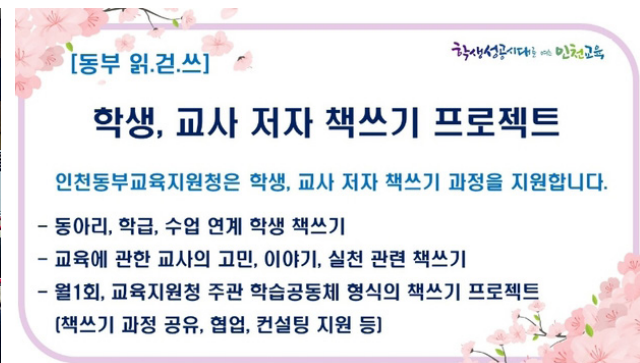 [동부 읽.걷.쓰]
학생성공시대를 여는 인천교육
학생, 교사 저자 책쓰기 프로젝트
인천동부교육지원청은 학생, 교사 저자 책쓰기 과정을 지원합니다.
- 동아리, 학급, 수업 연계 학생 책쓰기
- 교육에 관한 교사의 고민, 이야기, 실천 관련 책쓰기
- 월1회, 교육지원청 주관 학습공동체 형식의 책쓰기 프로젝트
(책쓰기 과정 공유, 협업, 컨설팅 지원 등)